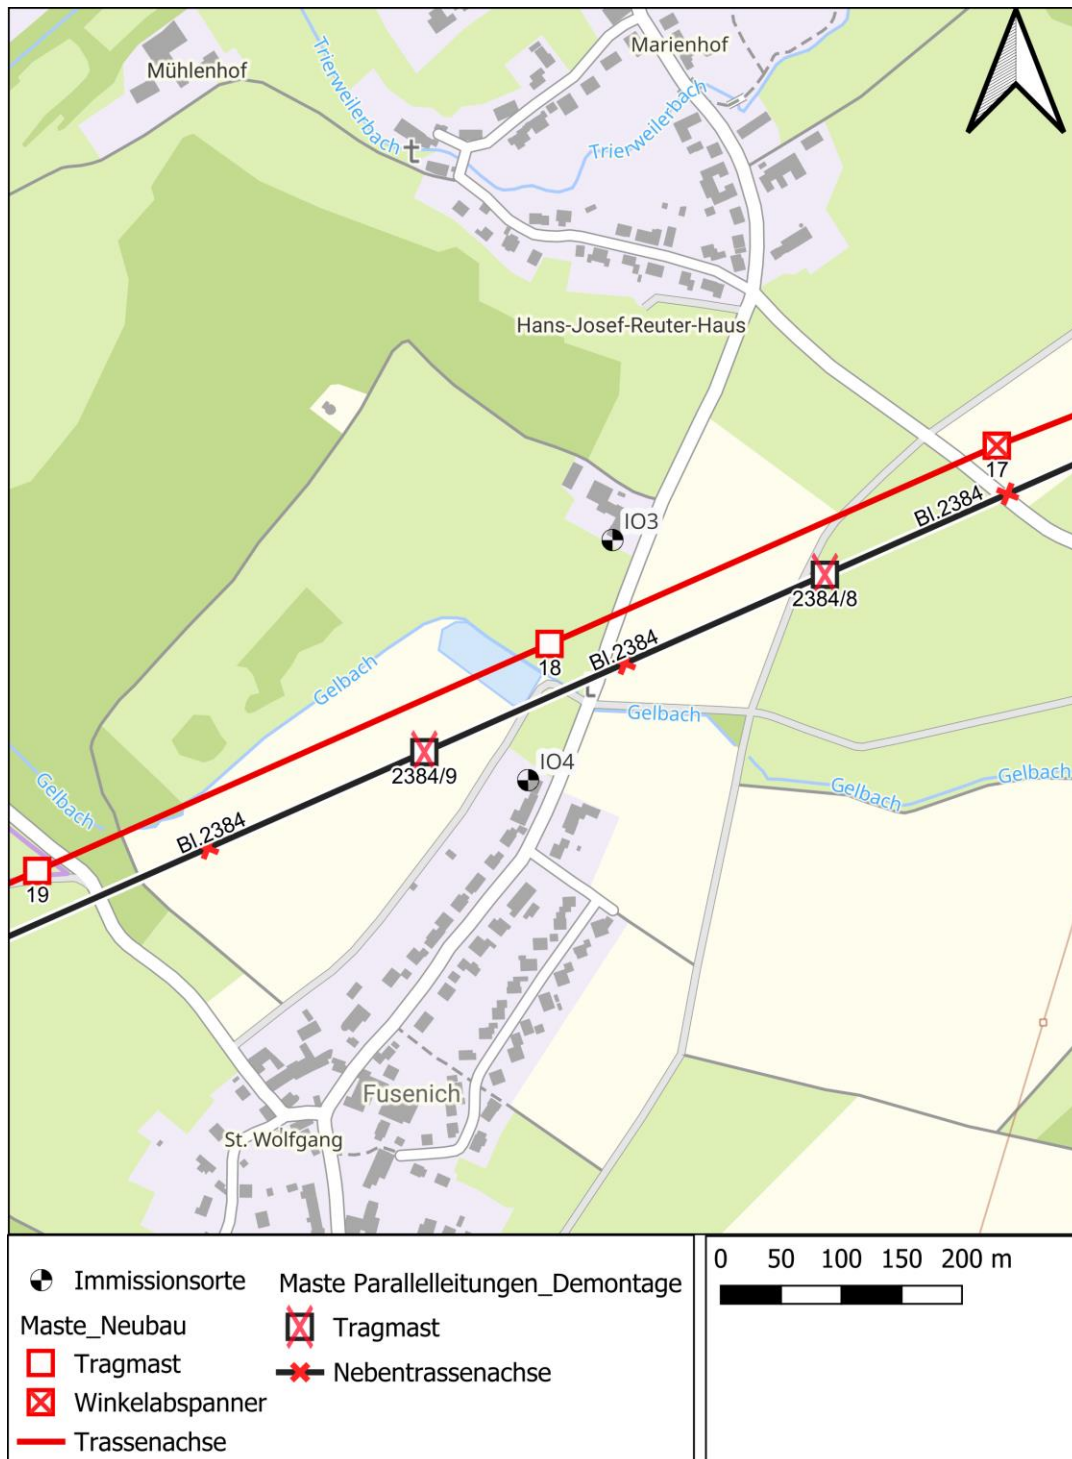 Marienhof
Mühlenhof
Trierweilerbach
Trierweilerbach
Hans-Josef-Reuter-Haus
17
Bl.2384
IO3
2384/8
Bl.2384
18
Gelbach
Gelbach
IO4
2384/9
Gelbach
Gelbach
Gelbach
Bl.2384
19
Fusenich
St. Wolfgang
Immissionsorte
Maste_Neubau
Tragmast
Winkelabspanner
Trassenachse
Maste Parallelleitungen_Demontage
Tragmast
Nebentrassenachse
0 50 100 150 200 m